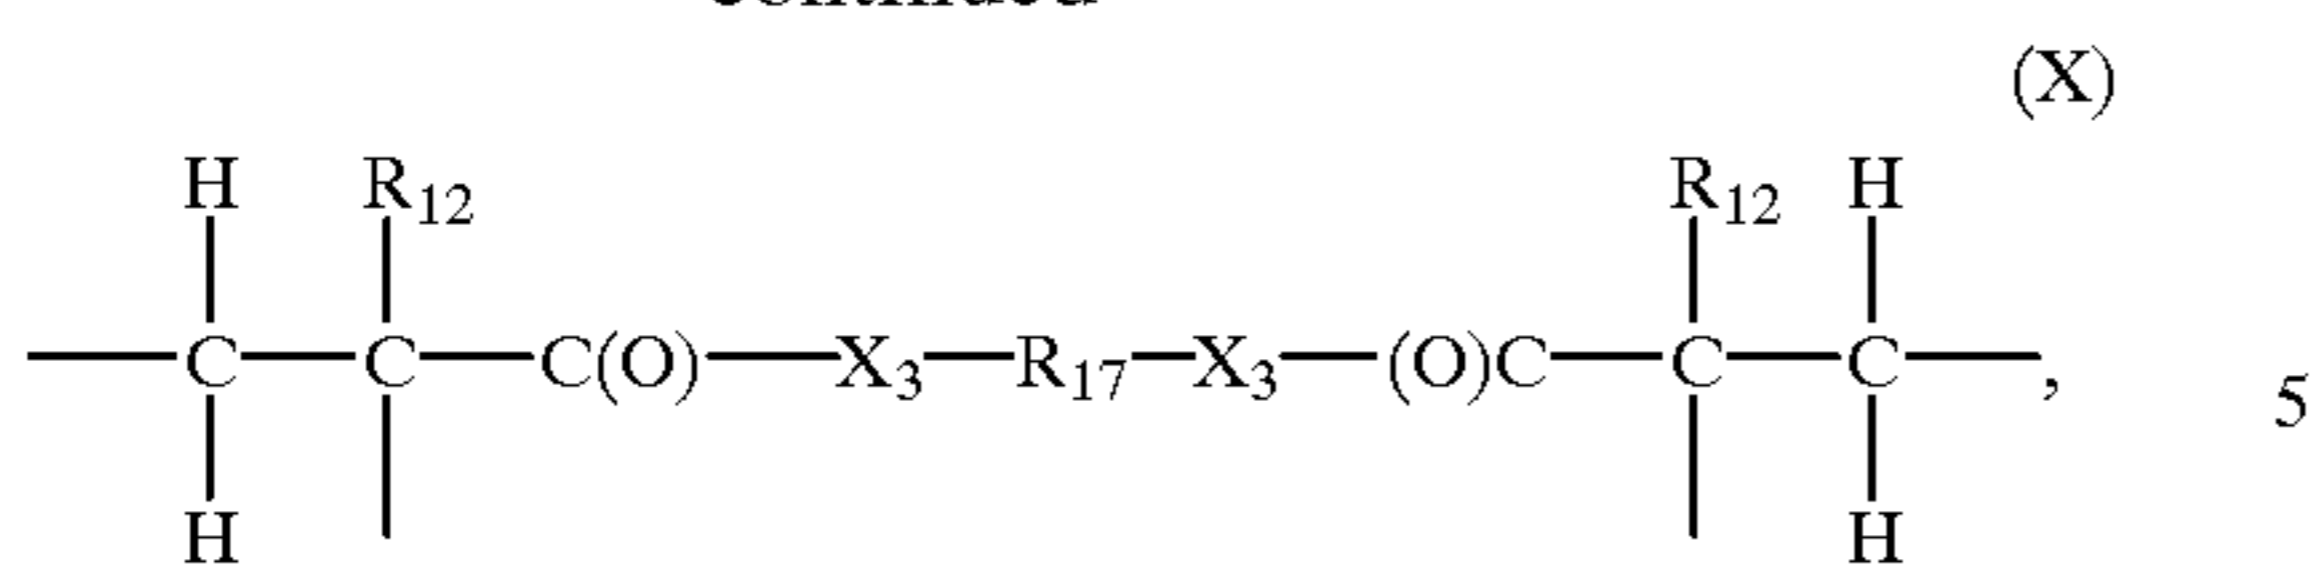 (X)
H R12 R12 H
C C C(O) X3 R17 X3 (O)C C C ,
5
H H